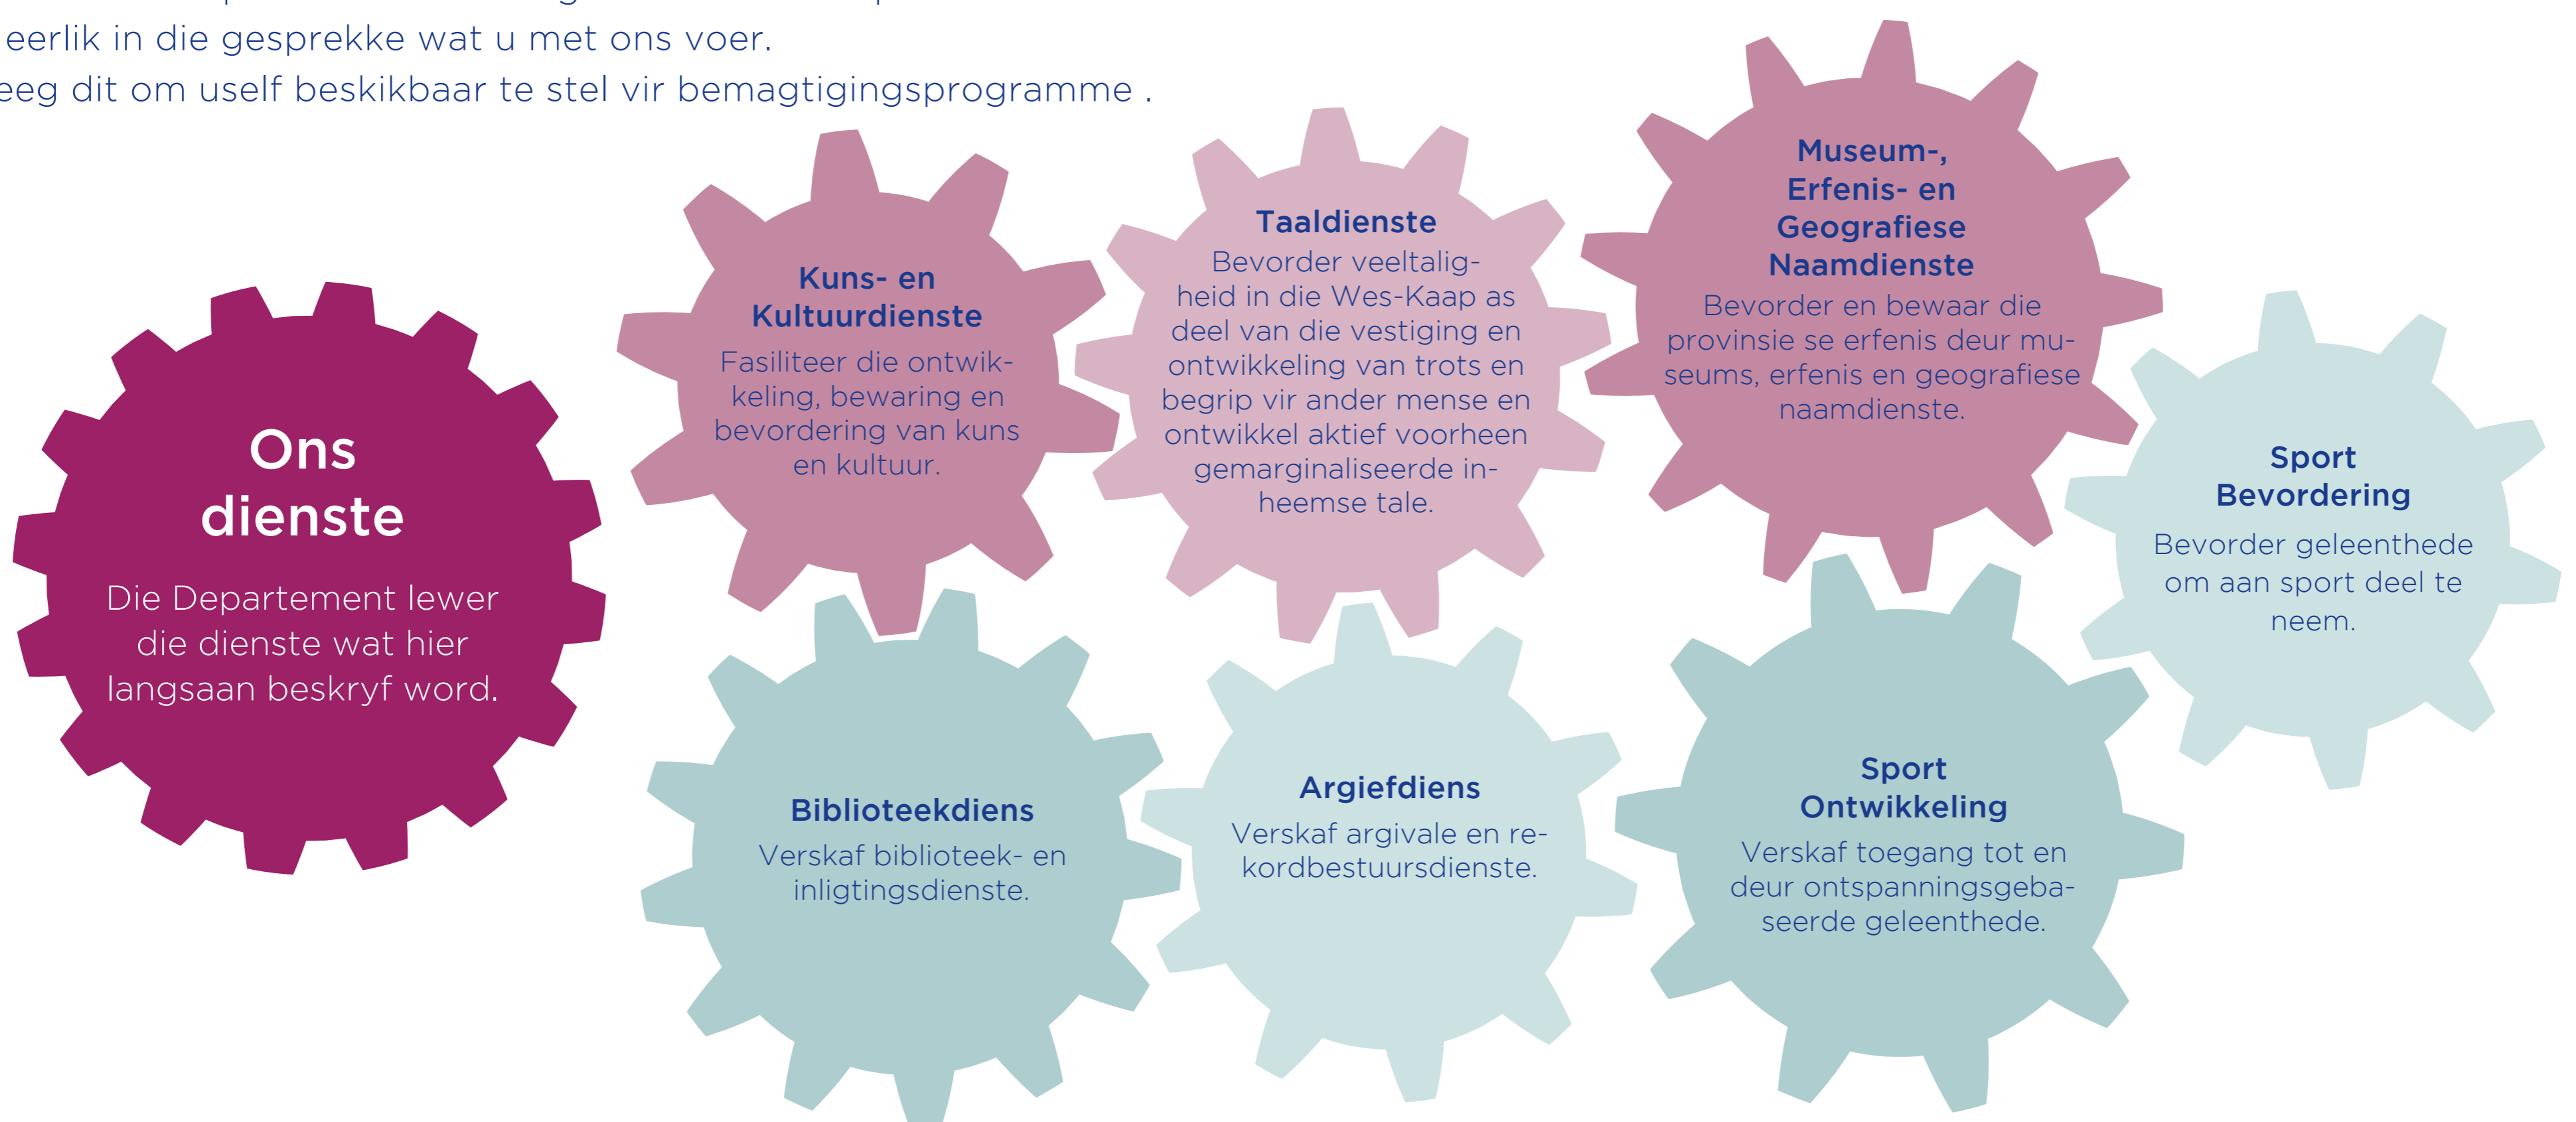 eerlik in die gesprekke wat u met ons voer.
dit om uself beskikbaar te stel vir bemagtigingsprogramme .
Ons
dienste
Die Departement lewer
die dienste wat hier
langsaan beskryf word.
Kuns- en
Kultuurdienste
Fasiliteer die ontwik-
keling, bewaring en
bevordering van kuns
en kultuur.
Taaldienste
Bevorder veeltalig-
heid in die Wes-Kaap as
deel van die vestiging en
ontwikkeling van trots en
begrip vir ander mense en
ontwikkel aktief voorheen
gemarginaliseerde in-
heemse tale.
Museum-,
Erfenis- en
Geografiese
Naamdienste
Bevorder en bewaar die
provinsie se erfenis deur mu-
seums, erfenis en geografiese
naamdienste.
Sport
Bevordering
Bevorder geleenthede
om aan sport deel te
neem.
Biblioteekdiens
Verskaf biblioteek- en
inligtingsdienste.
Argiefdiens
Verskaf argivale en re-
kordbestuursdienste.
Sport
Ontwikkeling
Verskaf toegang tot en
deur ontspanningsgeba-
seerde geleenthede.